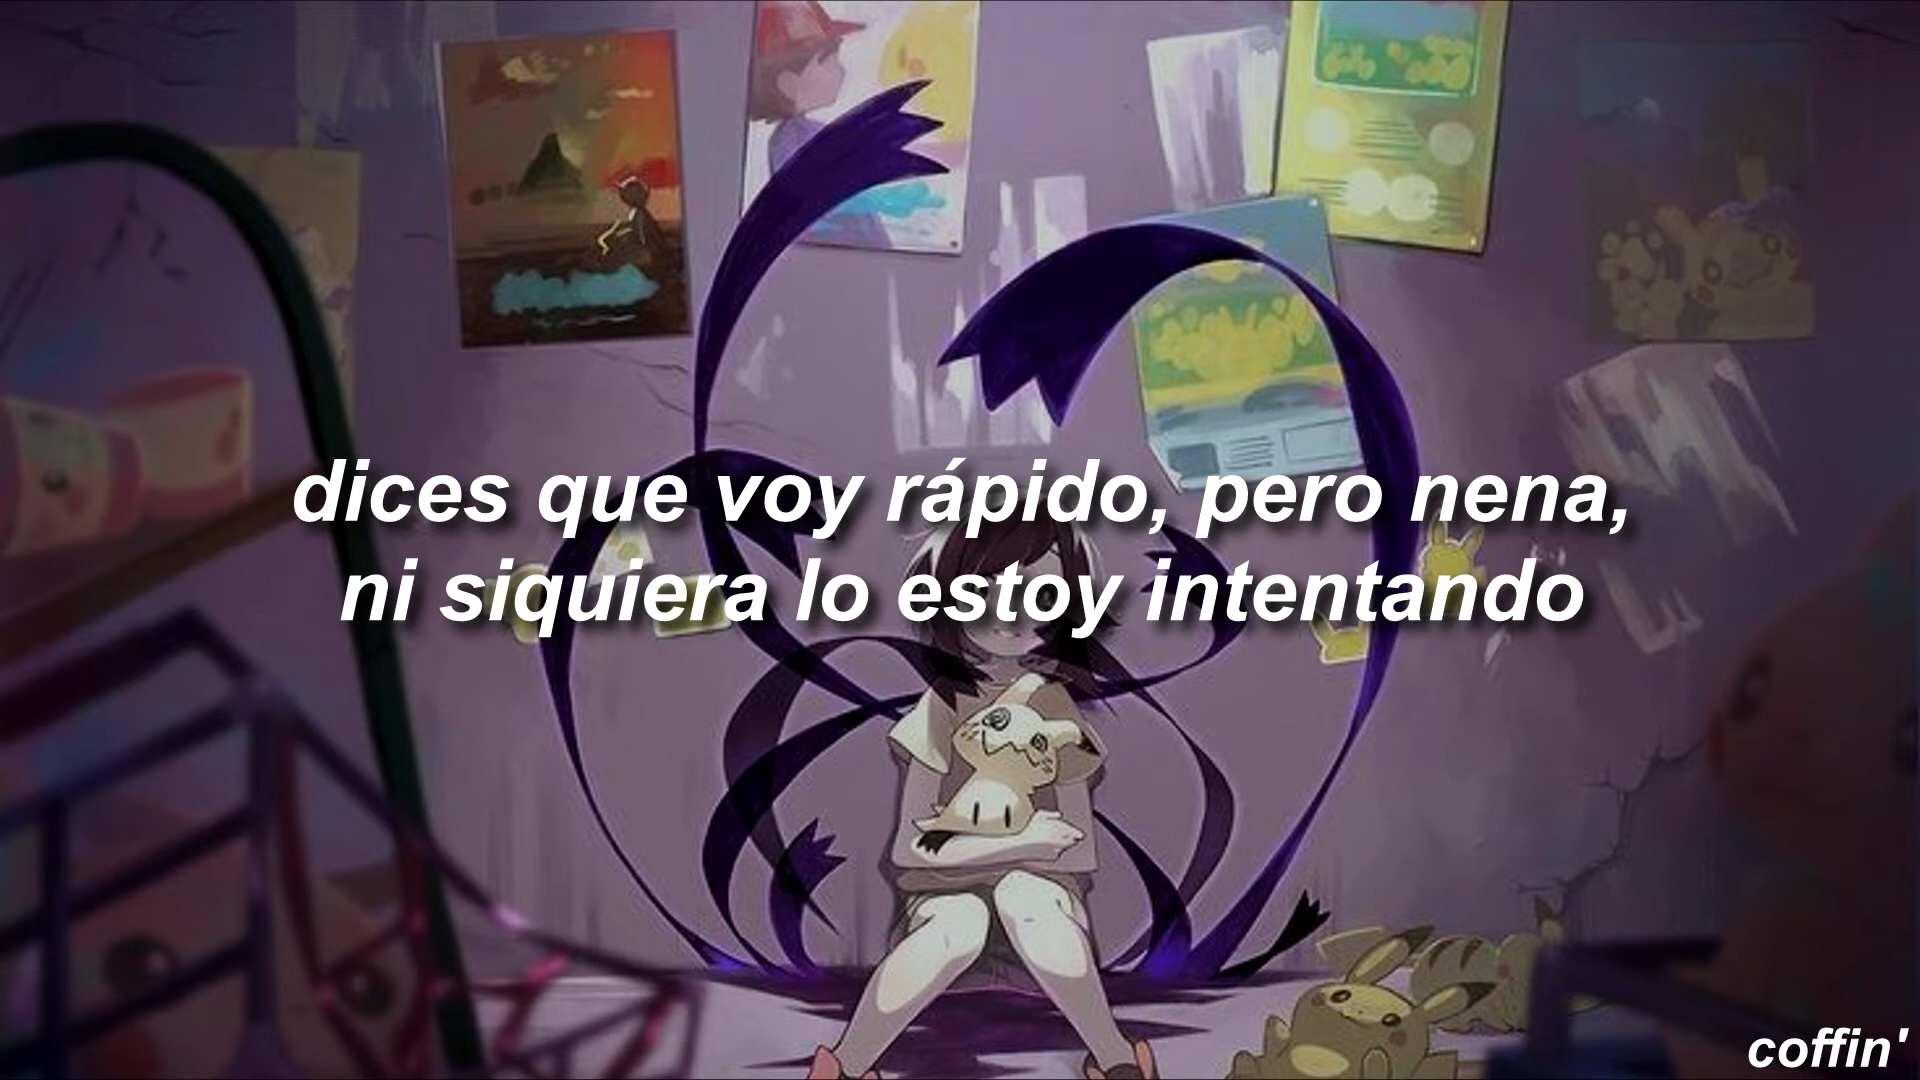 dices que voy rápido, pero nena,
ni siquiera lo estoy intentando
coffin'